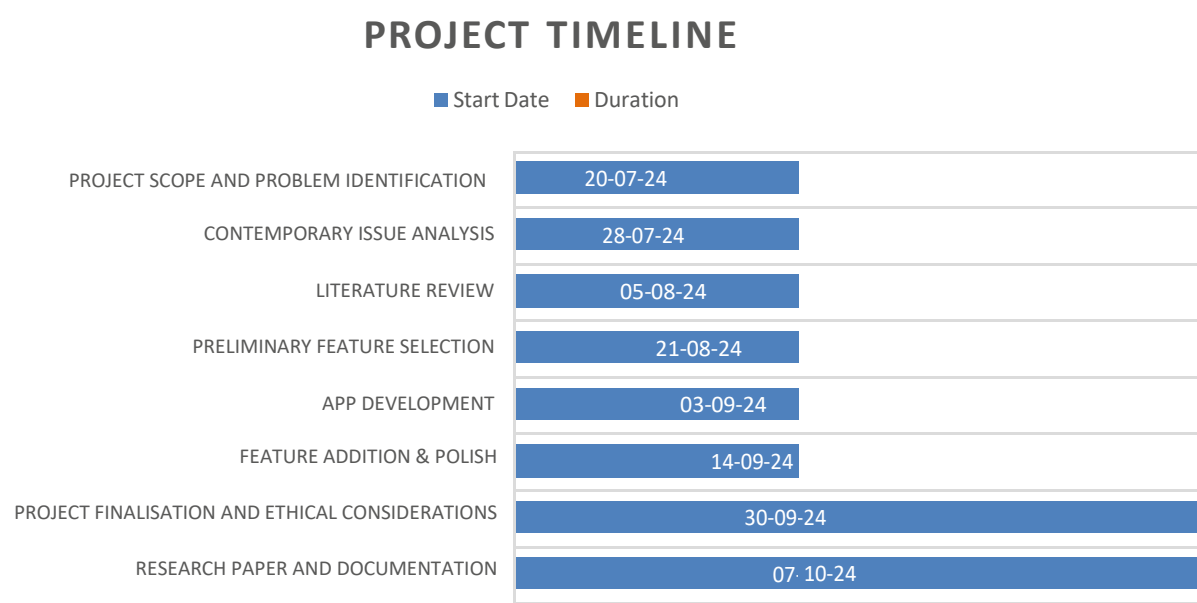 PROJECT TIMELINE
Start Date Duration
PROJECT SCOPE AND PROBLEM IDENTIFICATION 20-07-24
CONTEMPORARY ISSUE ANALYSIS 28-07-24
LITERATURE REVIEW 05-08-24
PRELIMINARY FEATURE SELECTION 21-08-24
APP DEVELOPMENT 03-09-24
FEATURE ADDITION & POLISH 14-09-24
PROJECT FINALISATION AND ETHICAL CONSIDERATIONS 30-09-24
RESEARCH PAPER AND DOCUMENTATION 07-10-24